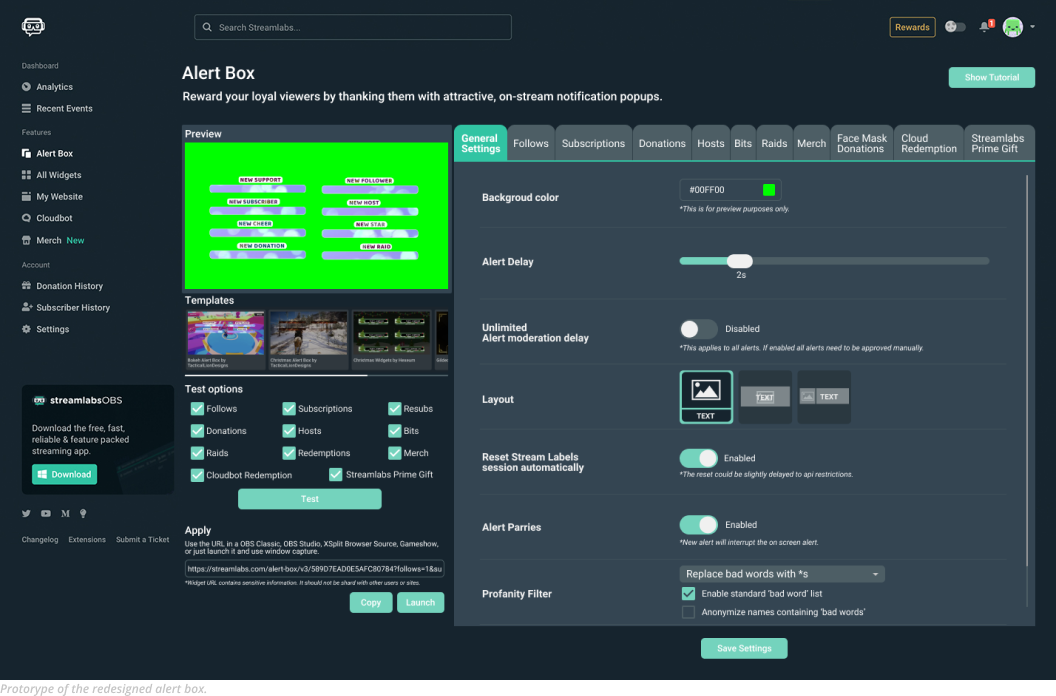 Search Streamlabs...
Rewards
1
Dashboard
Analytics
Recent Events
Features
Alert Box
All Widgets
My Website
Cloudbot
Merch New
Account
Donation History
Subscriber History
Settings
streamlabsOBS
Download the free, fast,
reliable & feature packed
streaming app.
Download
Changelog Extensions Submit a Ticket
Alert Box
Reward your loyal viewers by thanking them with attractive, on-stream notification popups.
Show Tutorial
Preview
NEW SUPPORT NEW FOLLOWER
NEW SUBSCRIBER NEW HOST
NEW CHEER NEW STAR
NEW DONATION NEW RAID
Templates
Alert Box by
TacticalLionDesigns
Christmas Alert Box by
TacticalLionDesigns
Christmas Widgets by Hexeum
Test options
Follows Subscriptions Resubs
Donations Hosts Bits
Raids Redemptions Merch
Cloudbot Redemption Streamlabs Prime Gift
Test
Apply
Use the URL in a OBS Classic, OBS Studio, XSplit Browser Source, Gameshow,
or just launch it and use window capture.
https://streamlabs.com/alert-box/v3/589D7EAD0E5AFC80784?follows=1&su
*Widget URL contains sensitive information. It should not be shard with other users or sites.
Copy Launch
General
Settings
Follows
Subscriptions
Donations
Hosts
Bits
Raids
Merch
Face Mask
Donations
Cloud
Redemption
Streamlabs
Prime Gift
Backgroud color
#00FF00
*This is for preview purposes only.
Alert Delay
2s
Unlimited
Alert moderation delay
Disabled
*This applies to all alerts. If enabled all alerts need to be approved manually.
Layout
TEXT
TEXT
TEXT
Reset Stream Labels
session automatically
Enabled
*The reset could be slightly delayed to api restrictions.
Alert Parries
Enabled
*New alert will interrupt the on screen alert.
Profanity Filter
Replace bad words with *s
Enable standard 'bad word' list
Anonymize names containing 'bad words'
Save Settings
Protorype of the redesigned alert box.